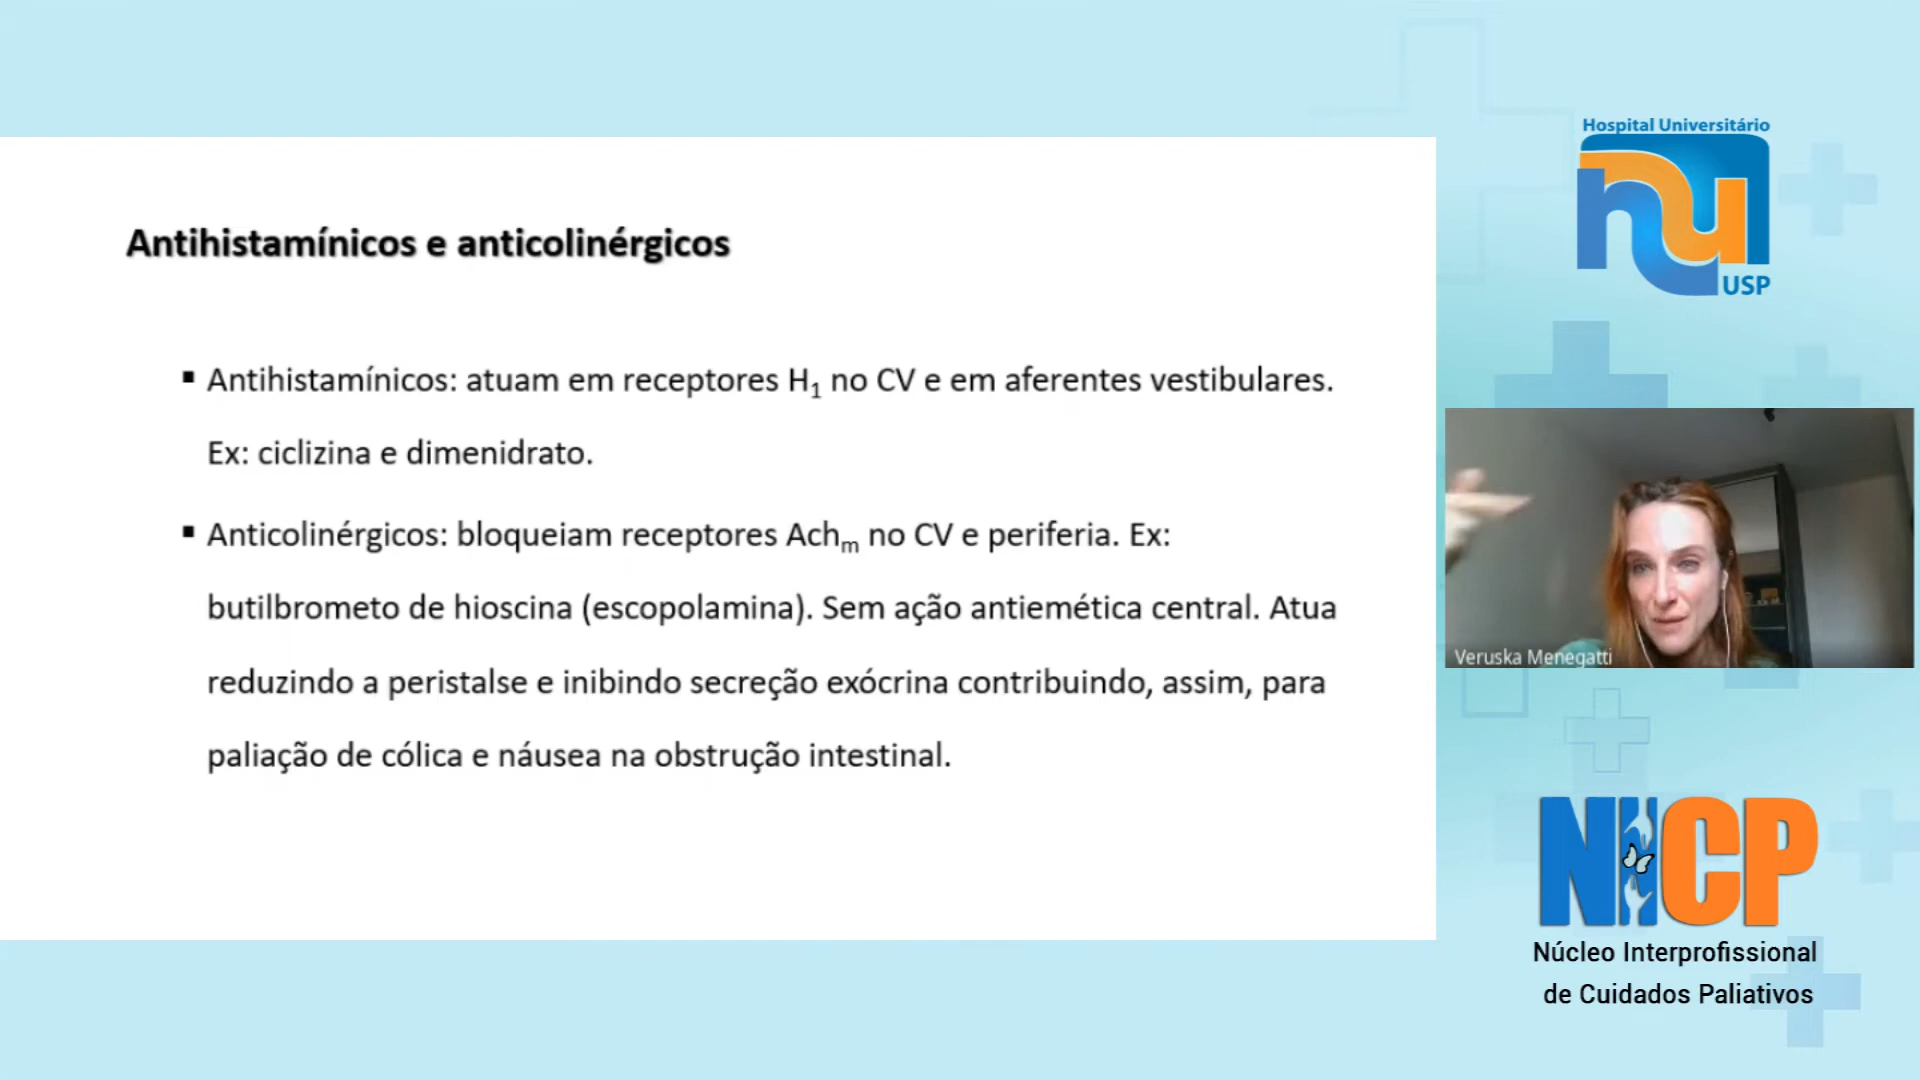 Hospital Universitário
USP
Antihistamínicos e anticolinérgicos
▪ Antihistamínicos: atuam em receptores H₁ no CV e em aferentes vestibulares.
Ex: ciclizina e dimenidrato.
▪ Anticolinérgicos: bloqueiam receptores Achₘ no CV e periferia. Ex:
butilbrometo de hioscina (escopolamina). Sem ação antiemética central. Atua
reduzindo a peristalse e inibindo secreção exócrina contribuindo, assim, para
paliação de cólica e náusea na obstrução intestinal.
Veruska Menegatti
NICP
Núcleo Interprofissional
de Cuidados Paliativos